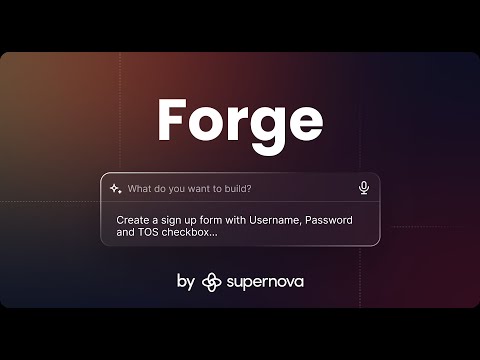 Forge
What do you want to build?
Create a sign up form with Username, Password
and TOS checkbox...
by supernova